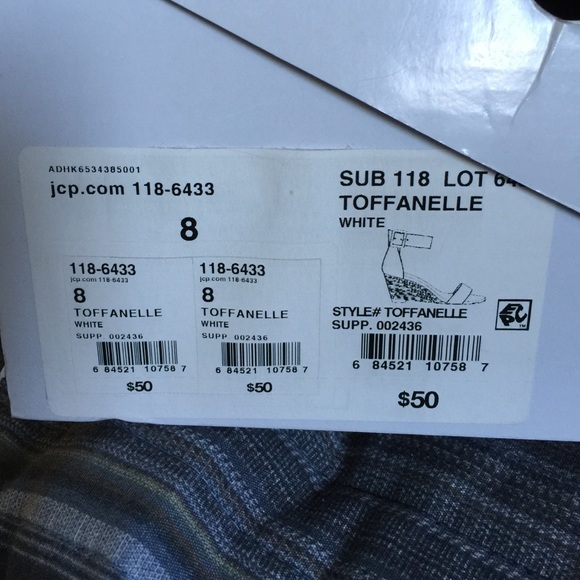 ADHK6534385001
jcp.com 118-6433
8
118-6433
jcp.com 118-6433
8
TOFFANELLE
WHITE
SUPP 002436
6 84521 10758 7
$50
118-6433
jcp.com 118-6433
8
TOFFANELLE
WHITE
SUPP 002436
6 84521 10758 7
$50
SUB 118 LOT
TOFFANELLE
WHITE
STYLE# TOFFANELLE
SUPP. 002436
6 84521 10758 7
$50